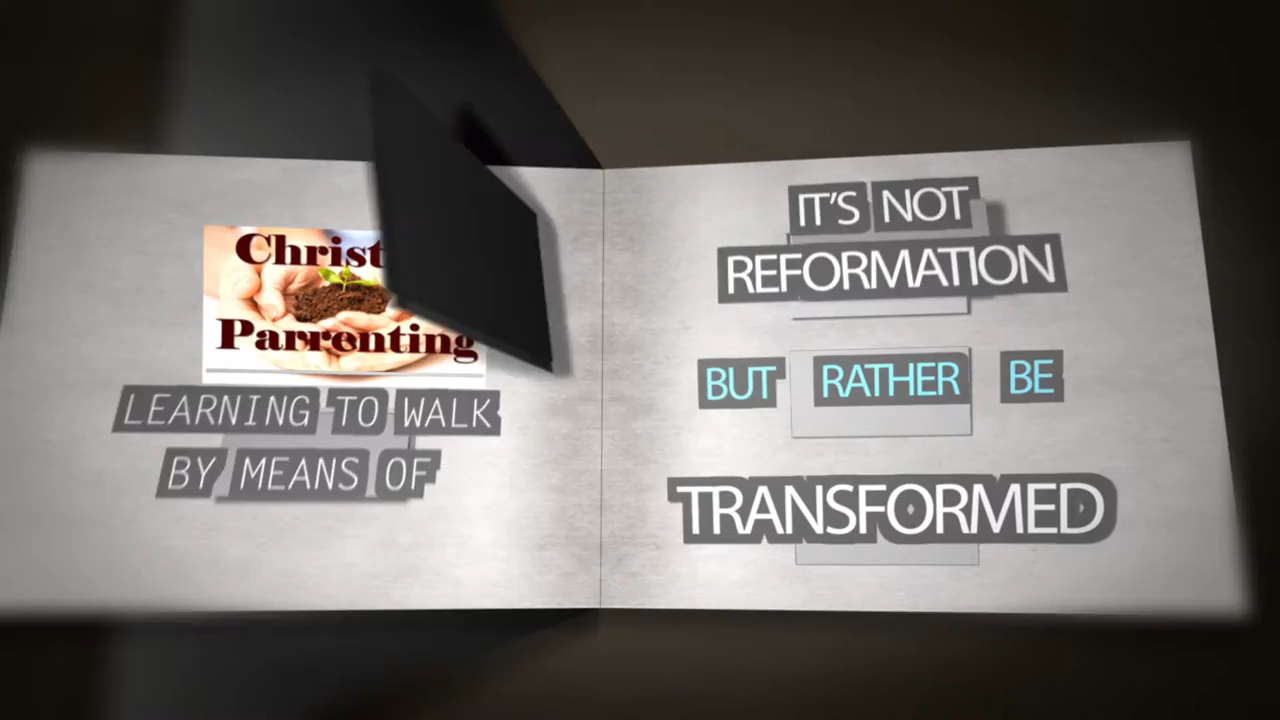 Christ
Parrenting
LEARNING TO WALK
BY MEANS OF
IT'S NOT
REFORMATION
BUT RATHER BE
TRANSFORMED